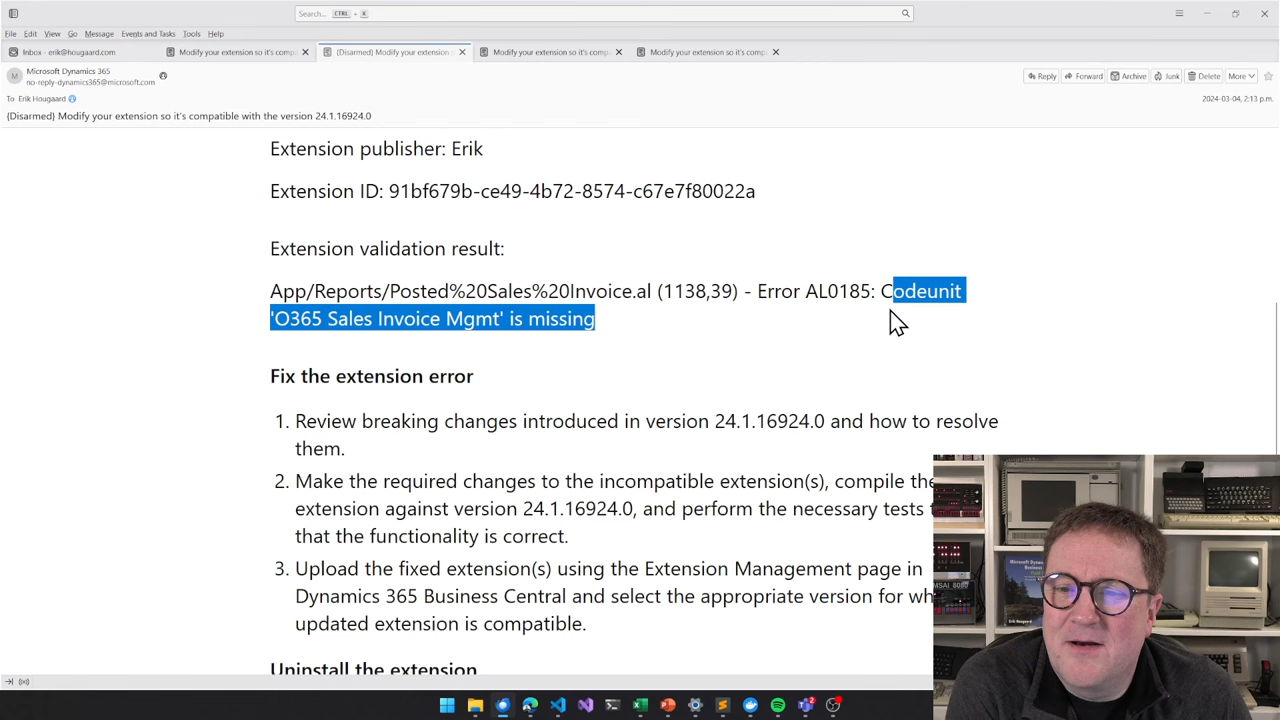 Search... CTRL + K
File Edit View Go Message Events and Tasks Tools Help
Inbox - erik@hougaard.com
Modify your extension so it's compa
(Disarmed) Modify your extension s
Modify your extension so it's compa
Modify your extension so it's compa
M
Microsoft Dynamics 365
no-reply-dynamics365@microsoft.com
Reply Forward Archive Junk Delete More
To Erik Hougaard
2024-03-04, 2:13 p.m.
{Disarmed} Modify your extension so it's compatible with the version 24.1.16924.0
Extension publisher: Erik
Extension ID: 91bf679b-ce49-4b72-8574-c67e7f80022a
Extension validation result:
App/Reports/Posted%20Sales%20Invoice.al (1138,39) - Error AL0185: Codeunit
'O365 Sales Invoice Mgmt' is missing
Fix the extension error
1. Review breaking changes introduced in version 24.1.16924.0 and how to resolve
them.
2. Make the required changes to the incompatible extension(s), compile the
extension against version 24.1.16924.0, and perform the necessary tests
that the functionality is correct.
3. Upload the fixed extension(s) using the Extension Management page in
Dynamics 365 Business Central and select the appropriate version for wh
updated extension is compatible.
Uninstall the extension